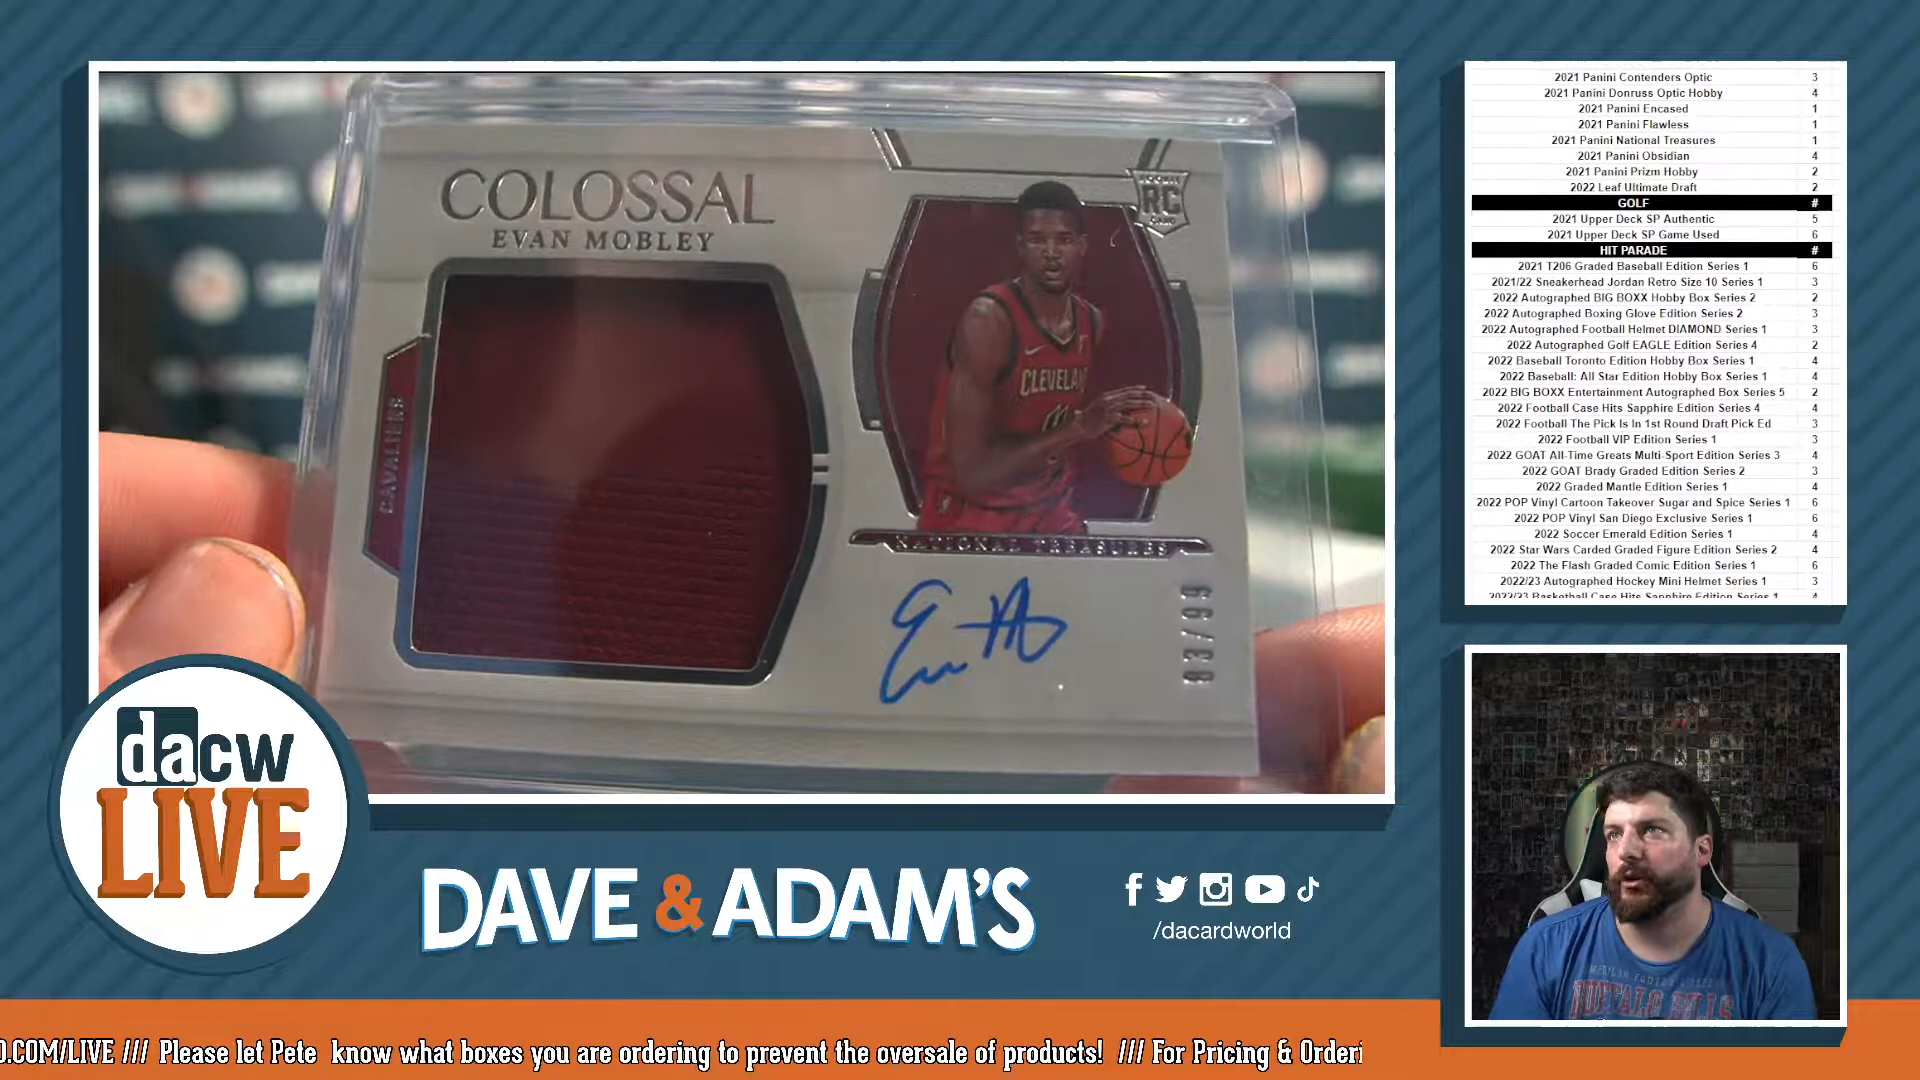 COLOSSAL
EVAN MOBLEY
RC
CAVALIERS
CLEVELAN
NATIONAL TREASURES
dacw
LIVE
DAVE & ADAM'S
/dacardworld
2021 Panini Contenders Optic 3
2021 Panini Donruss Optic Hobby 4
2021 Panini Encased 1
2021 Panini Flawless 1
2021 Panini National Treasures 1
2021 Panini Obsidian 4
2021 Panini Prizm Hobby 2
2022 Leaf Ultimate Draft 2
GOLF #
2021 Upper Deck SP Authentic 5
2021 Upper Deck SP Game Used 6
HIT PARADE #
2021 T206 Graded Baseball Edition Series 1 6
2021/22 Sneakerhead Jordan Retro Size 10 Series 1 3
2022 Autographed BIG BOXX Hobby Box Series 2 2
2022 Autographed Boxing Glove Edition Series 2 3
2022 Autographed Football Helmet DIAMOND Series 1 3
2022 Autographed Golf EAGLE Edition Series 4 2
2022 Baseball Toronto Edition Hobby Box Series 1 4
2022 Baseball: All Star Edition Hobby Box Series 1 4
2022 BIG BOXX Entertainment Autographed Box Series 5 2
2022 Football Case Hits Sapphire Edition Series 4 4
2022 Football The Pick Is In 1st Round Draft Pick Ed 3
2022 Football VIP Edition Series 1 3
2022 GOAT All-Time Greats Multi-Sport Edition Series 3 4
2022 GOAT Brady Graded Edition Series 2 3
2022 Graded Mantle Edition Series 1 4
2022 POP Vinyl Cartoon Takeover Sugar and Spice Series 1 6
2022 POP Vinyl San Diego Exclusive Series 1 6
2022 Soccer Emerald Edition Series 1 4
2022 Star Wars Carded Graded Figure Edition Series 2 4
2022 The Flash Graded Comic Edition Series 1 6
2022/23 Autographed Hockey Mini Helmet Series 1 3
2022/23 Basketball Case Hits Sapphire Edition Series 1 4
BUFFALO BILLS
D.COM/LIVE /// Please let Pete know what boxes you are ordering to prevent the oversale of products! /// For Pricing & Orderi